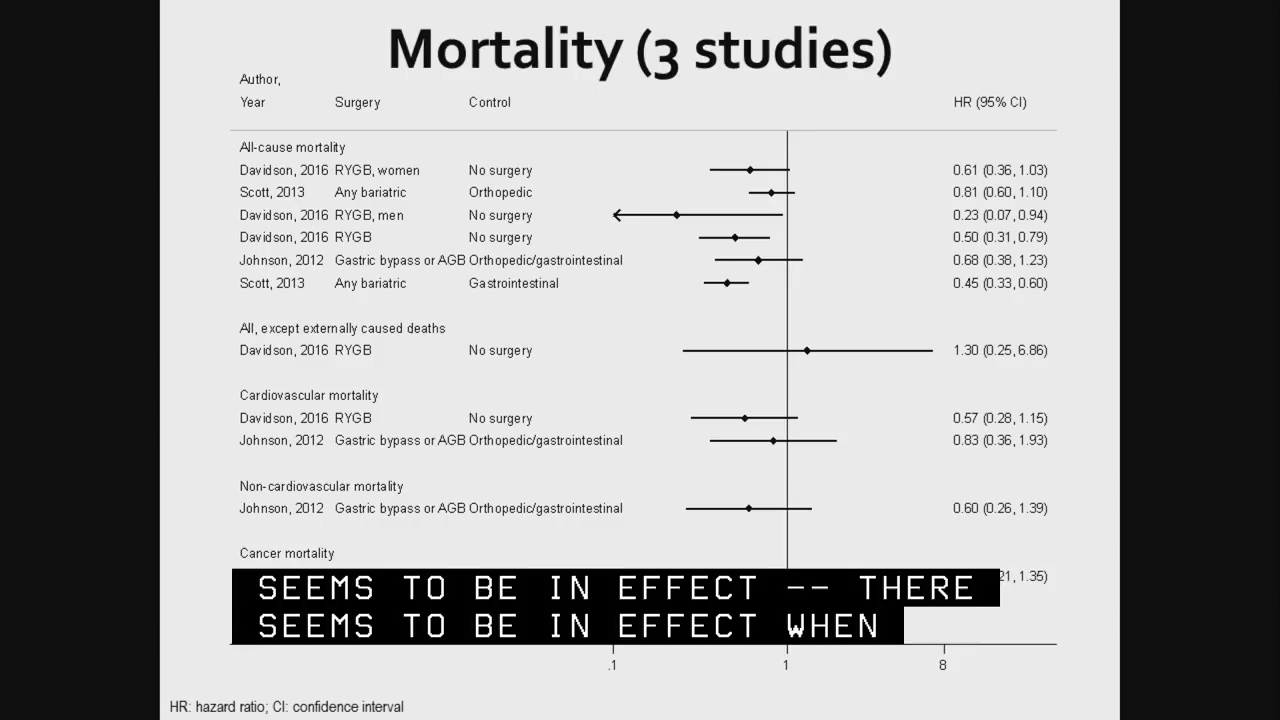 Mortality (3 studies)
Author,
Year Surgery Control HR (95% CI)
All-cause mortality
Davidson, 2016 RYGB, women No surgery 0.61 (0.36, 1.03)
Scott, 2013 Any bariatric Orthopedic 0.81 (0.60, 1.10)
Davidson, 2016 RYGB, men No surgery 0.23 (0.07, 0.94)
Davidson, 2016 RYGB No surgery 0.50 (0.31, 0.79)
Johnson, 2012 Gastric bypass or AGB Orthopedic/gastrointestinal 0.68 (0.38, 1.23)
Scott, 2013 Any bariatric Gastrointestinal 0.45 (0.33, 0.60)
All, except externally caused deaths
Davidson, 2016 RYGB No surgery 1.30 (0.25, 6.86)
Cardiovascular mortality
Davidson, 2016 RYGB No surgery 0.57 (0.28, 1.15)
Johnson, 2012 Gastric bypass or AGB Orthopedic/gastrointestinal 0.83 (0.36, 1.93)
Non-cardiovascular mortality
Johnson, 2012 Gastric bypass or AGB Orthopedic/gastrointestinal 0.60 (0.26, 1.39)
Cancer mortality
21, 1.35)
SEEMS TO BE IN EFFECT -- THERE
SEEMS TO BE IN EFFECT WHEN
.1 1 8
HR: hazard ratio; CI: confidence interval